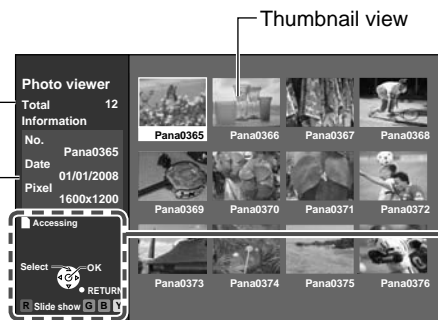 Thumbnail view
Photo viewer
Total 12
Information
No.
Pana0365
Date
01/01/2008
Pixel
1600x1200
Accessing
Select OK
RETURN
R Slide show G B Y
Pana0365 Pana0366 Pana0367 Pana0368
Pana0369 Pana0370 Pana0371 Pana0372
Pana0373 Pana0374 Pana0375 Pana0376